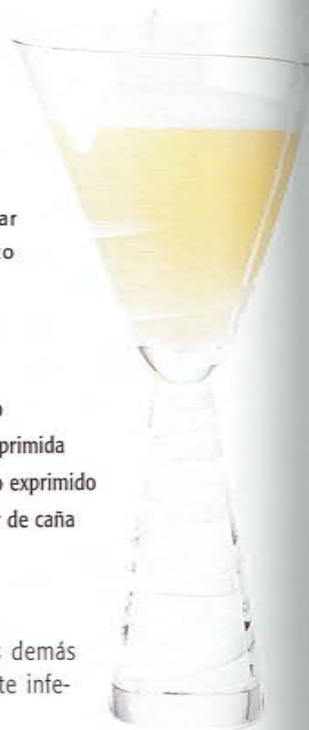 ar
to
o
primida
o exprimido
de caña
demás
te infe-